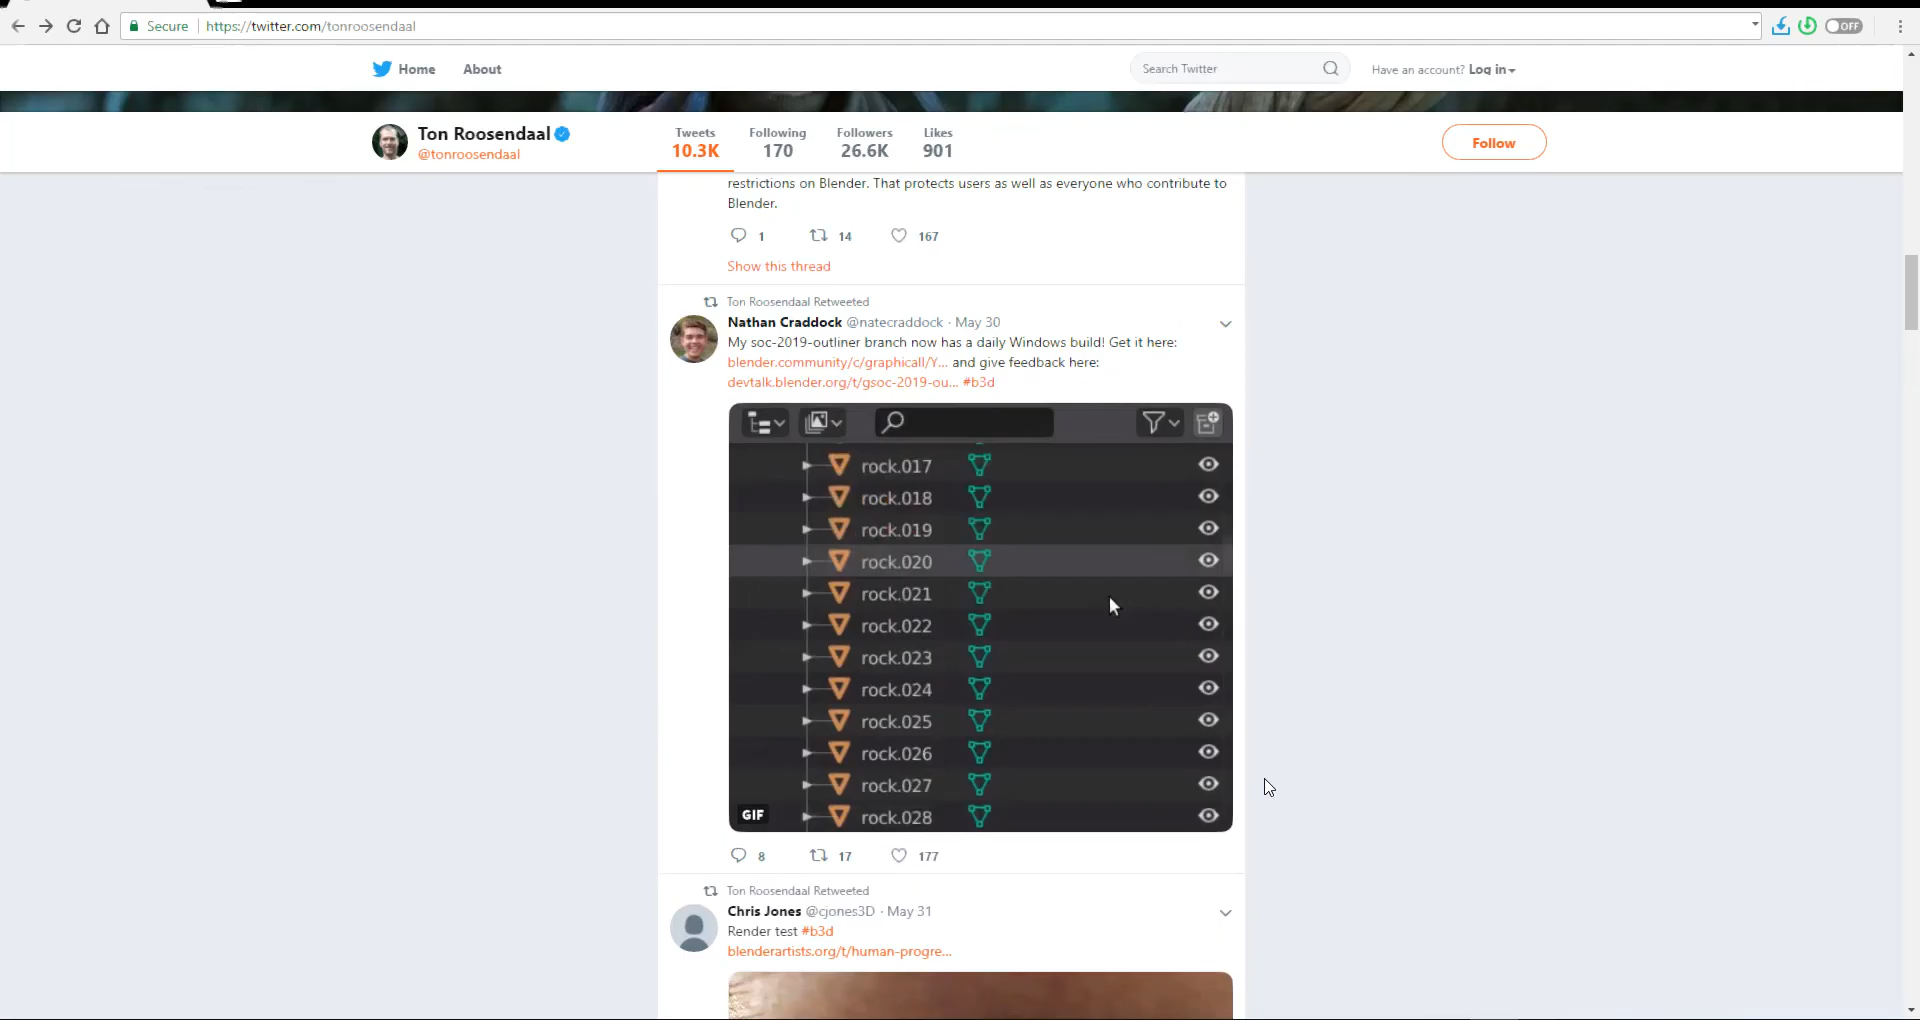 Secure https://twitter.com/tonroosendaal OFF
Home About Search Twitter Have an account? Log in
Ton Roosendaal
@tonroosendaal
Tweets Following Followers Likes
10.3K 170 26.6K 901
Follow
restrictions on Blender. That protects users as well as everyone who contribute to
Blender.
1 14 167
Show this thread
Ton Roosendaal Retweeted
Nathan Craddock @natecraddock · May 30
My soc-2019-outliner branch now has a daily Windows build! Get it here:
blender.community/c/graphicall/Y... and give feedback here:
devtalk.blender.org/t/gsoc-2019-ou... #b3d
rock.017
rock.018
rock.019
rock.020
rock.021
rock.022
rock.023
rock.024
rock.025
rock.026
rock.027
rock.028
GIF
8 17 177
Ton Roosendaal Retweeted
Chris Jones @cjones3D · May 31
Render test #b3d
blenderartists.org/t/human-progre...